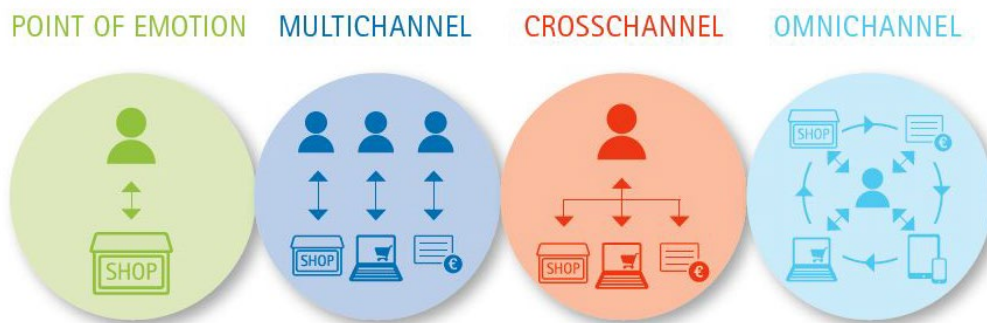 POINT OF EMOTION
MULTICHANNEL
CROSSCHANNEL
OMNICHANNEL
SHOP
SHOP
€
SHOP
€
SHOP
€